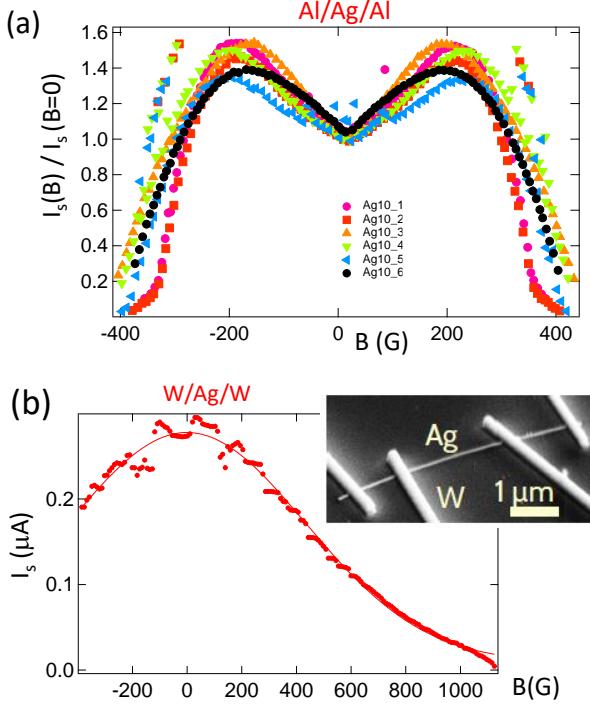 (a)
Al/Ag/Al
I_s(B) / I_s (B=0)
1.6
1.4
1.2
1.0
0.8
0.6
0.4
0.2
Ag10_1
Ag10_2
Ag10_3
Ag10_4
Ag10_5
Ag10_6
-400 -200 0 200 400
B (G)
(b)
W/Ag/W
I_s (μA)
0.2
0.1
0.0
-200 0 200 400 600 800 1000
B(G)
Ag
W
1 μm